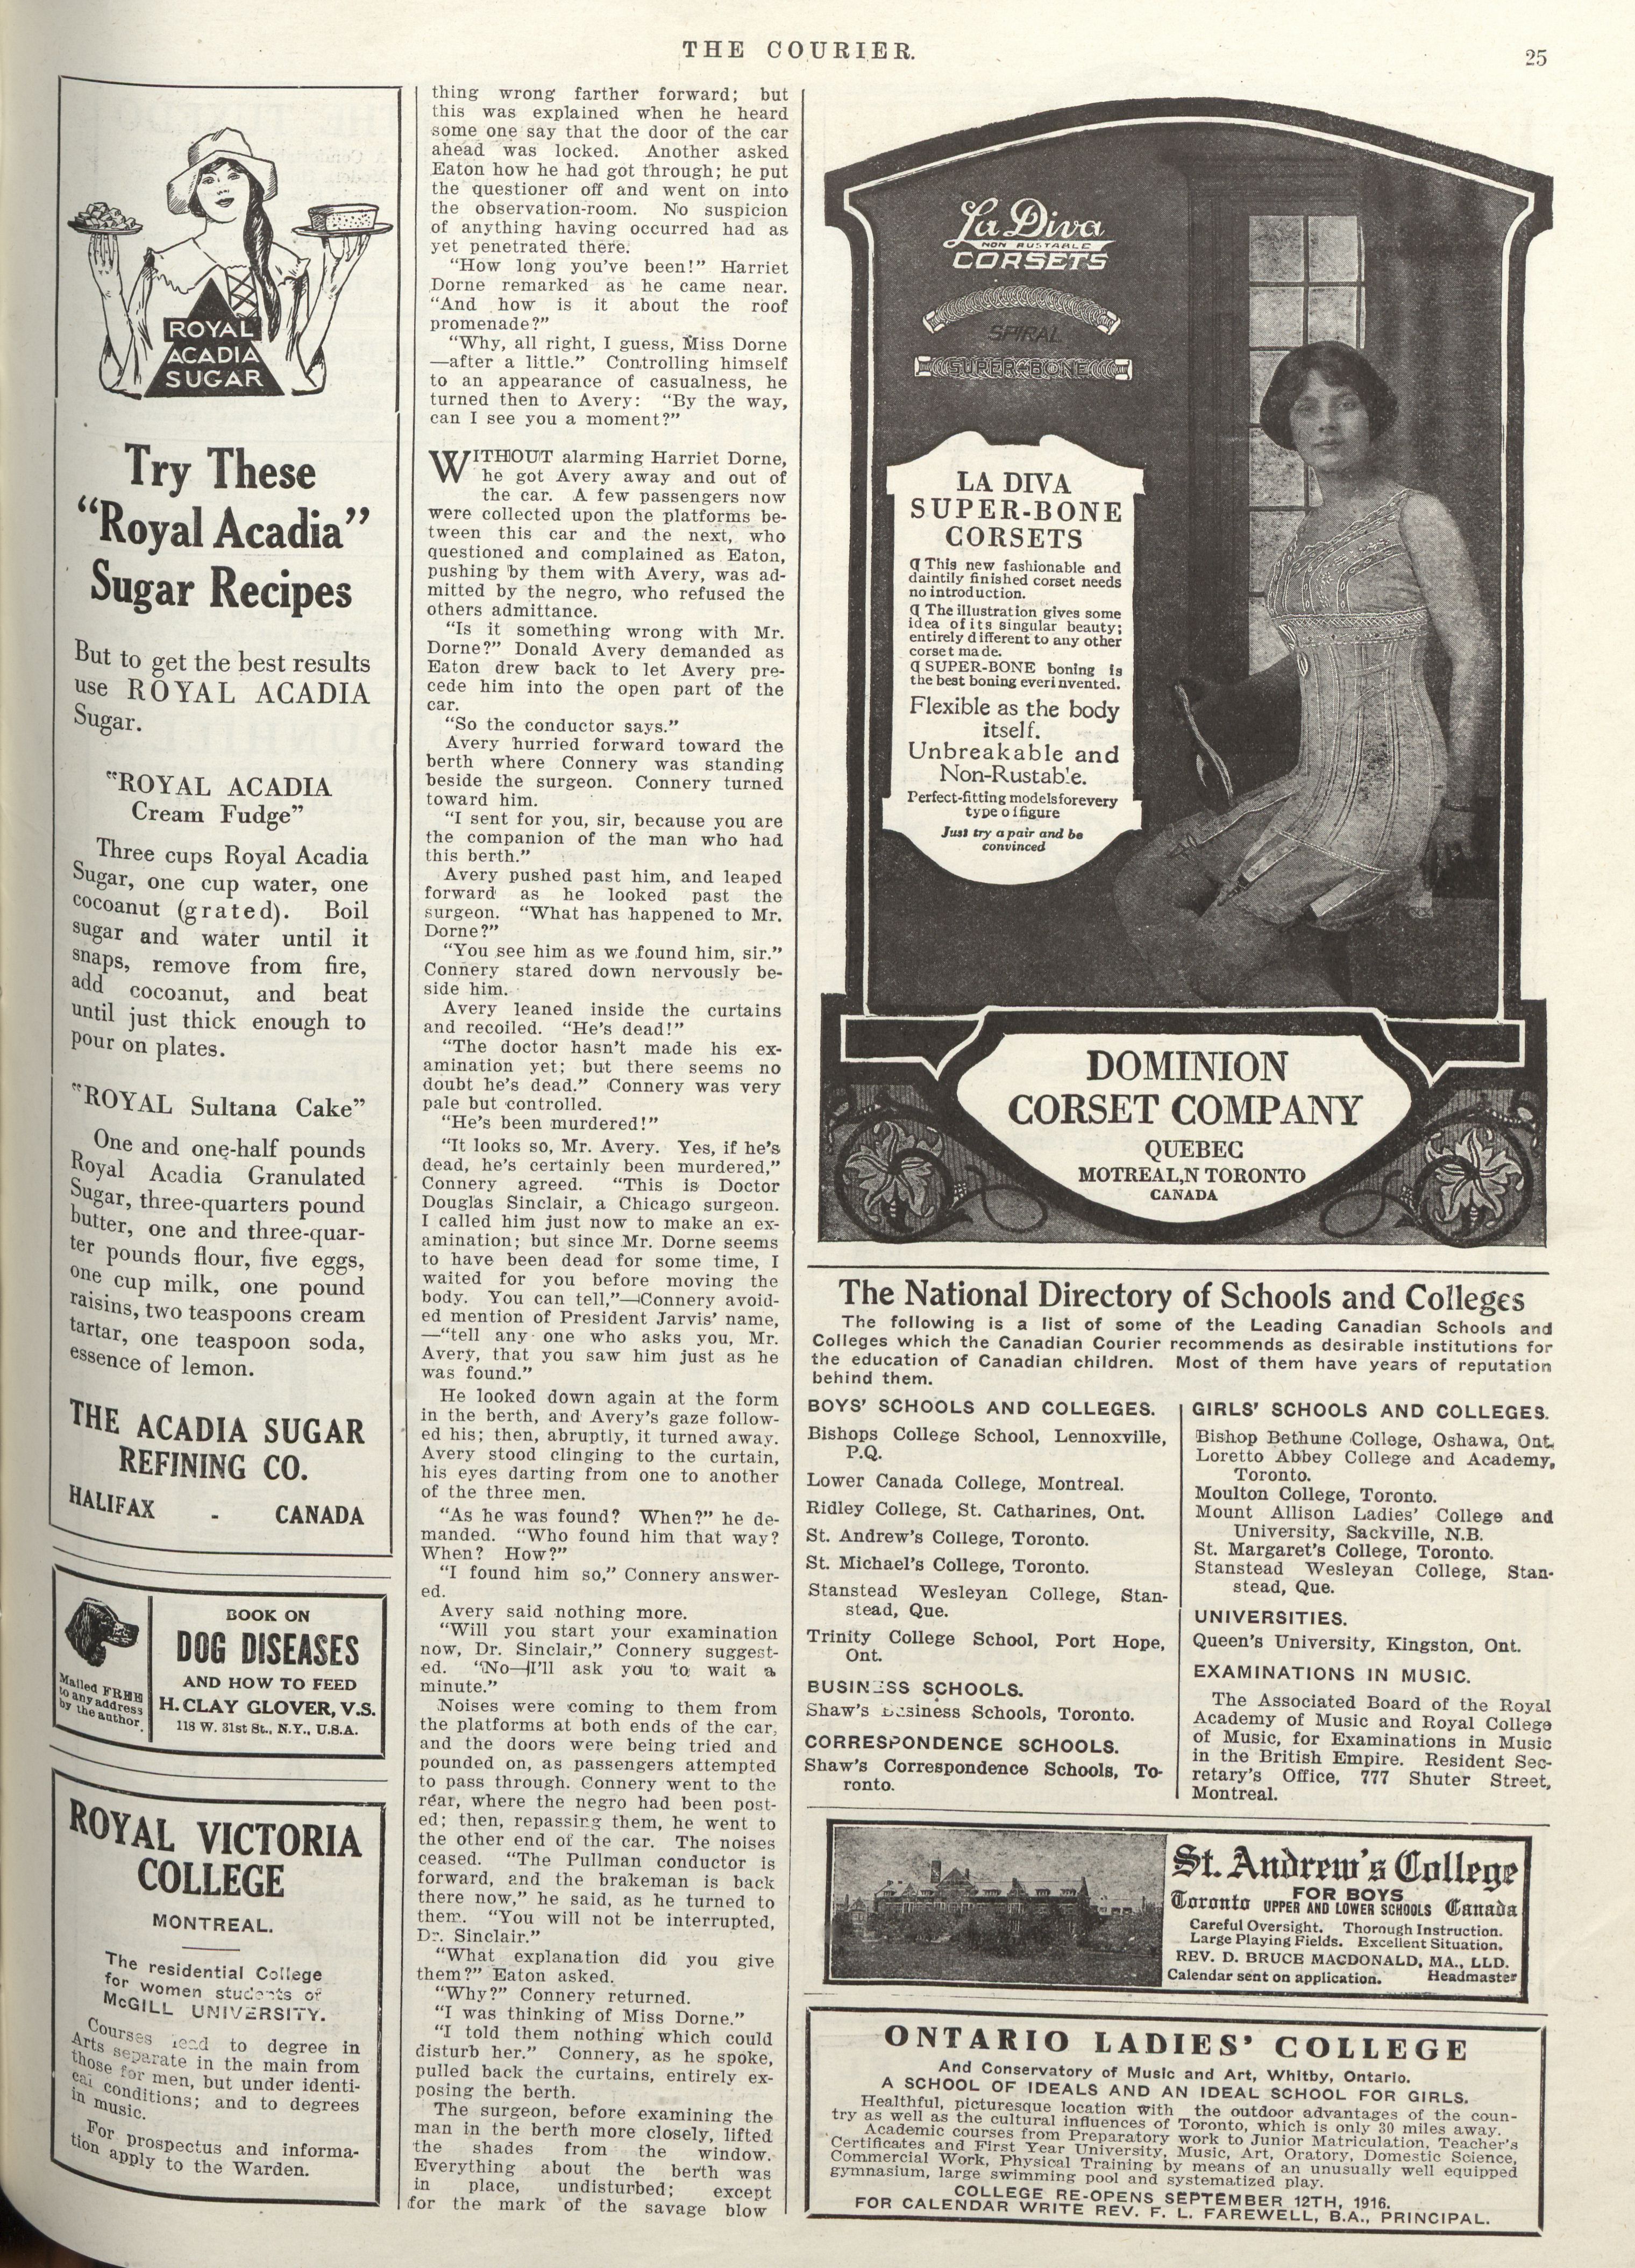 THE COURIER.
25
ROYAL
ACADIA
SUGAR
Try These
“Royal Acadia”
Sugar Recipes
But to get the best results
use ROYAL ACADIA
Sugar.
“ROYAL ACADIA
Cream Fudge”
Three cups Royal Acadia
Sugar, one cup water, one
cocoanut (grated). Boil
sugar and water until it
snaps, remove from fire,
add cocoanut, and beat
until just thick enough to
pour on plates.
“ROYAL Sultana Cake”
One and one-half pounds
Royal Acadia Granulated
Sugar, three-quarters pound
butter, one and three-quar-
ter pounds flour, five eggs,
one cup milk, one pound
raisins, two teaspoons cream
tartar, one teaspoon soda,
essence of lemon.
THE ACADIA SUGAR
REFINING CO.
HALIFAX - CANADA
BOOK ON
DOG DISEASES
AND HOW TO FEED
Mailed FREE
to any address
by the author.
H. CLAY GLOVER, V.S.
118 W. 31st St., N.Y., U.S.A.
ROYAL VICTORIA
COLLEGE
MONTREAL.
The residential College
for women students of
McGILL UNIVERSITY.
Courses lead to degree in
Arts separate in the main from
those for men, but under identi-
cal conditions; and to degrees
in music.
For prospectus and informa-
tion apply to the Warden.
thing wrong farther forward; but
this was explained when he heard
some one say that the door of the car
ahead was locked. Another asked
Eaton how he had got through; he put
the questioner off and went on into
the observation-room. No suspicion
of anything having occurred had as
yet penetrated there.
“How long you’ve been!” Harriet
Dorne remarked as he came near.
“And how is it about the roof
promenade?”
“Why, all right, I guess, Miss Dorne
—after a little.” Controlling himself
to an appearance of casualness, he
turned then to Avery: “By the way,
can I see you a moment?”
WITHOUT alarming Harriet Dorne,
he got Avery away and out of
the car. A few passengers now
were collected upon the platforms be-
tween this car and the next, who
questioned and complained as Eaton,
pushing by them with Avery, was ad-
mitted by the negro, who refused the
others admittance.
“Is it something wrong with Mr.
Dorne?” Donald Avery demanded as
Eaton drew back to let Avery pre-
cede him into the open part of the
car.
“So the conductor says.”
Avery hurried forward toward the
berth where Connery was standing
beside the surgeon. Connery turned
toward him.
“I sent for you, sir, because you are
the companion of the man who had
this berth.”
Avery pushed past him, and leaped
forward as he looked past the
surgeon. “What has happened to Mr.
Dorne?”
“You see him as we found him, sir.”
Connery stared down nervously be-
side him.
Avery leaned inside the curtains
and recoiled. “He’s dead!”
“The doctor hasn’t made his ex-
amination yet; but there seems no
doubt he’s dead.” Connery was very
pale but controlled.
“He’s been murdered!”
“It looks so, Mr. Avery. Yes, if he’s
dead, he’s certainly been murdered,”
Connery agreed. “This is Doctor
Douglas Sinclair, a Chicago surgeon.
I called him just now to make an ex-
amination; but since Mr. Dorne seems
to have been dead for some time, I
waited for you before moving the
body. You can tell,”—Connery avoid-
ed mention of President Jarvis’ name,
—“tell any one who asks you, Mr.
Avery, that you saw him just as he
was found.”
He looked down again at the form
in the berth, and Avery’s gaze follow-
ed his; then, abruptly, it turned away.
Avery stood clinging to the curtain,
his eyes darting from one to another
of the three men.
“As he was found? When?” he de-
manded. “Who found him that way?
When? How?”
“I found him so,” Connery answer-
ed.
Avery said nothing more.
“Will you start your examination
now, Dr. Sinclair,” Connery suggest-
ed. “No—I’ll ask you to wait a
minute.”
Noises were coming to them from
the platforms at both ends of the car,
and the doors were being tried and
pounded on, as passengers attempted
to pass through. Connery went to the
rear, where the negro had been post-
ed; then, repassing them, he went to
the other end of the car. The noises
ceased. “The Pullman conductor is
forward, and the brakeman is back
there now,” he said, as he turned to
them. “You will not be interrupted,
Dr. Sinclair.”
“What explanation did you give
them?” Eaton asked.
“Why?” Connery returned.
“I was thinking of Miss Dorne.”
“I told them nothing which could
disturb her.” Connery, as he spoke,
pulled back the curtains, entirely ex-
posing the berth.
The surgeon, before examining the
man in the berth more closely, lifted
the shades from the window.
Everything about the berth was
in place, undisturbed; except
for the mark of the savage blow
La Diva
NON RUSTABLE
CORSETS
SPIRAL
SUPER-BONE
LA DIVA
SUPER-BONE
CORSETS
¶ This new fashionable and
daintily finished corset needs
no introduction.
¶ The illustration gives some
idea of its singular beauty;
entirely different to any other
corset made.
¶ SUPER-BONE boning is
the best boning ever invented.
Flexible as the body
itself.
Unbreakable and
Non-Rustable.
Perfect-fitting models for every
type of figure
Just try a pair and be
convinced
DOMINION
CORSET COMPANY
QUEBEC
MOTREAL,N TORONTO
CANADA
The National Directory of Schools and Colleges
The following is a list of some of the Leading Canadian Schools and
Colleges which the Canadian Courier recommends as desirable institutions for
the education of Canadian children. Most of them have years of reputation
behind them.
BOYS’ SCHOOLS AND COLLEGES.
Bishops College School, Lennoxville,
P.Q.
Lower Canada College, Montreal.
Ridley College, St. Catharines, Ont.
St. Andrew’s College, Toronto.
St. Michael’s College, Toronto.
Stanstead Wesleyan College, Stan-
stead, Que.
Trinity College School, Port Hope,
Ont.
BUSINESS SCHOOLS.
Shaw’s Business Schools, Toronto.
CORRESPONDENCE SCHOOLS.
Shaw’s Correspondence Schools, To-
ronto.
GIRLS’ SCHOOLS AND COLLEGES.
Bishop Bethune College, Oshawa, Ont.
Loretto Abbey College and Academy,
Toronto.
Moulton College, Toronto.
Mount Allison Ladies’ College and
University, Sackville, N.B.
St. Margaret’s College, Toronto.
Stanstead Wesleyan College, Stan-
stead, Que.
UNIVERSITIES.
Queen’s University, Kingston, Ont.
EXAMINATIONS IN MUSIC.
The Associated Board of the Royal
Academy of Music and Royal College
of Music, for Examinations in Music
in the British Empire. Resident Sec-
retary’s Office, 777 Shuter Street,
Montreal.
St. Andrew’s College
Toronto FOR BOYS UPPER AND LOWER SCHOOLS Canada
Careful Oversight. Thorough Instruction.
Large Playing Fields. Excellent Situation.
REV. D. BRUCE MACDONALD, MA., LLD.
Calendar sent on application. Headmaster
ONTARIO LADIES’ COLLEGE
And Conservatory of Music and Art, Whitby, Ontario.
A SCHOOL OF IDEALS AND AN IDEAL SCHOOL FOR GIRLS.
Healthful, picturesque location with the outdoor advantages of the coun-
try as well as the cultural influences of Toronto, which is only 30 miles away.
Academic courses from Preparatory work to Junior Matriculation, Teacher’s
Certificates and First Year University, Music, Art, Oratory, Domestic Science,
Commercial Work, Physical Training by means of an unusually well equipped
gymnasium, large swimming pool and systematized play.
COLLEGE RE-OPENS SEPTEMBER 12TH, 1916.
FOR CALENDAR WRITE REV. F. L. FAREWELL, B.A., PRINCIPAL.